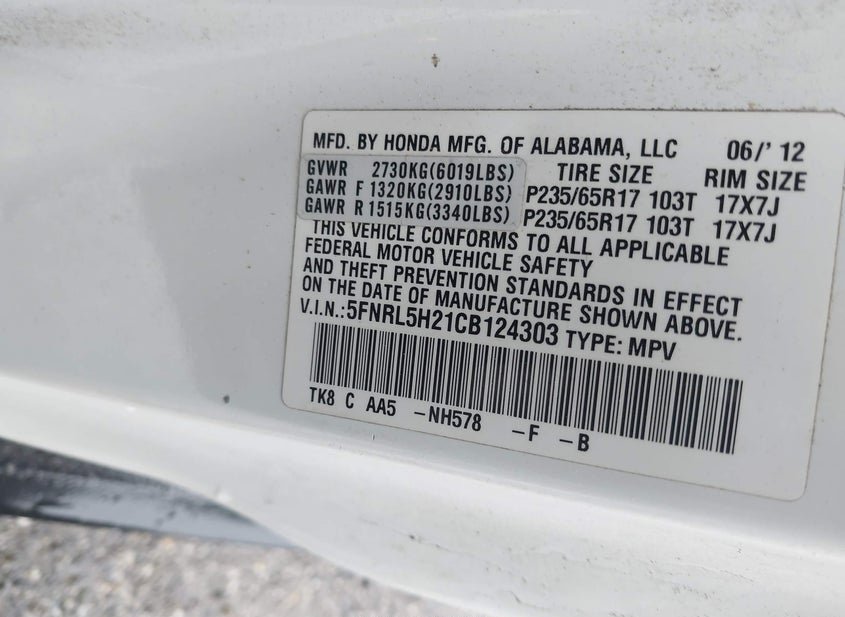 MFD. BY HONDA MFG. OF ALABAMA, LLC 06/' 12
GVWR 2730KG(6019LBS) TIRE SIZE RIM SIZE
GAWR F 1320KG(2910LBS) P235/65R17 103T 17X7J
GAWR R 1515KG(3340LBS) P235/65R17 103T 17X7J
THIS VEHICLE CONFORMS TO ALL APPLICABLE
FEDERAL MOTOR VEHICLE SAFETY
AND THEFT PREVENTION STANDARDS IN EFFECT
ON THE DATE OF MANUFACTURE SHOWN ABOVE.
V.I.N.:5FNRL5H21CB124303 TYPE: MPV
TK8 C AA5 -NH578 -F -B